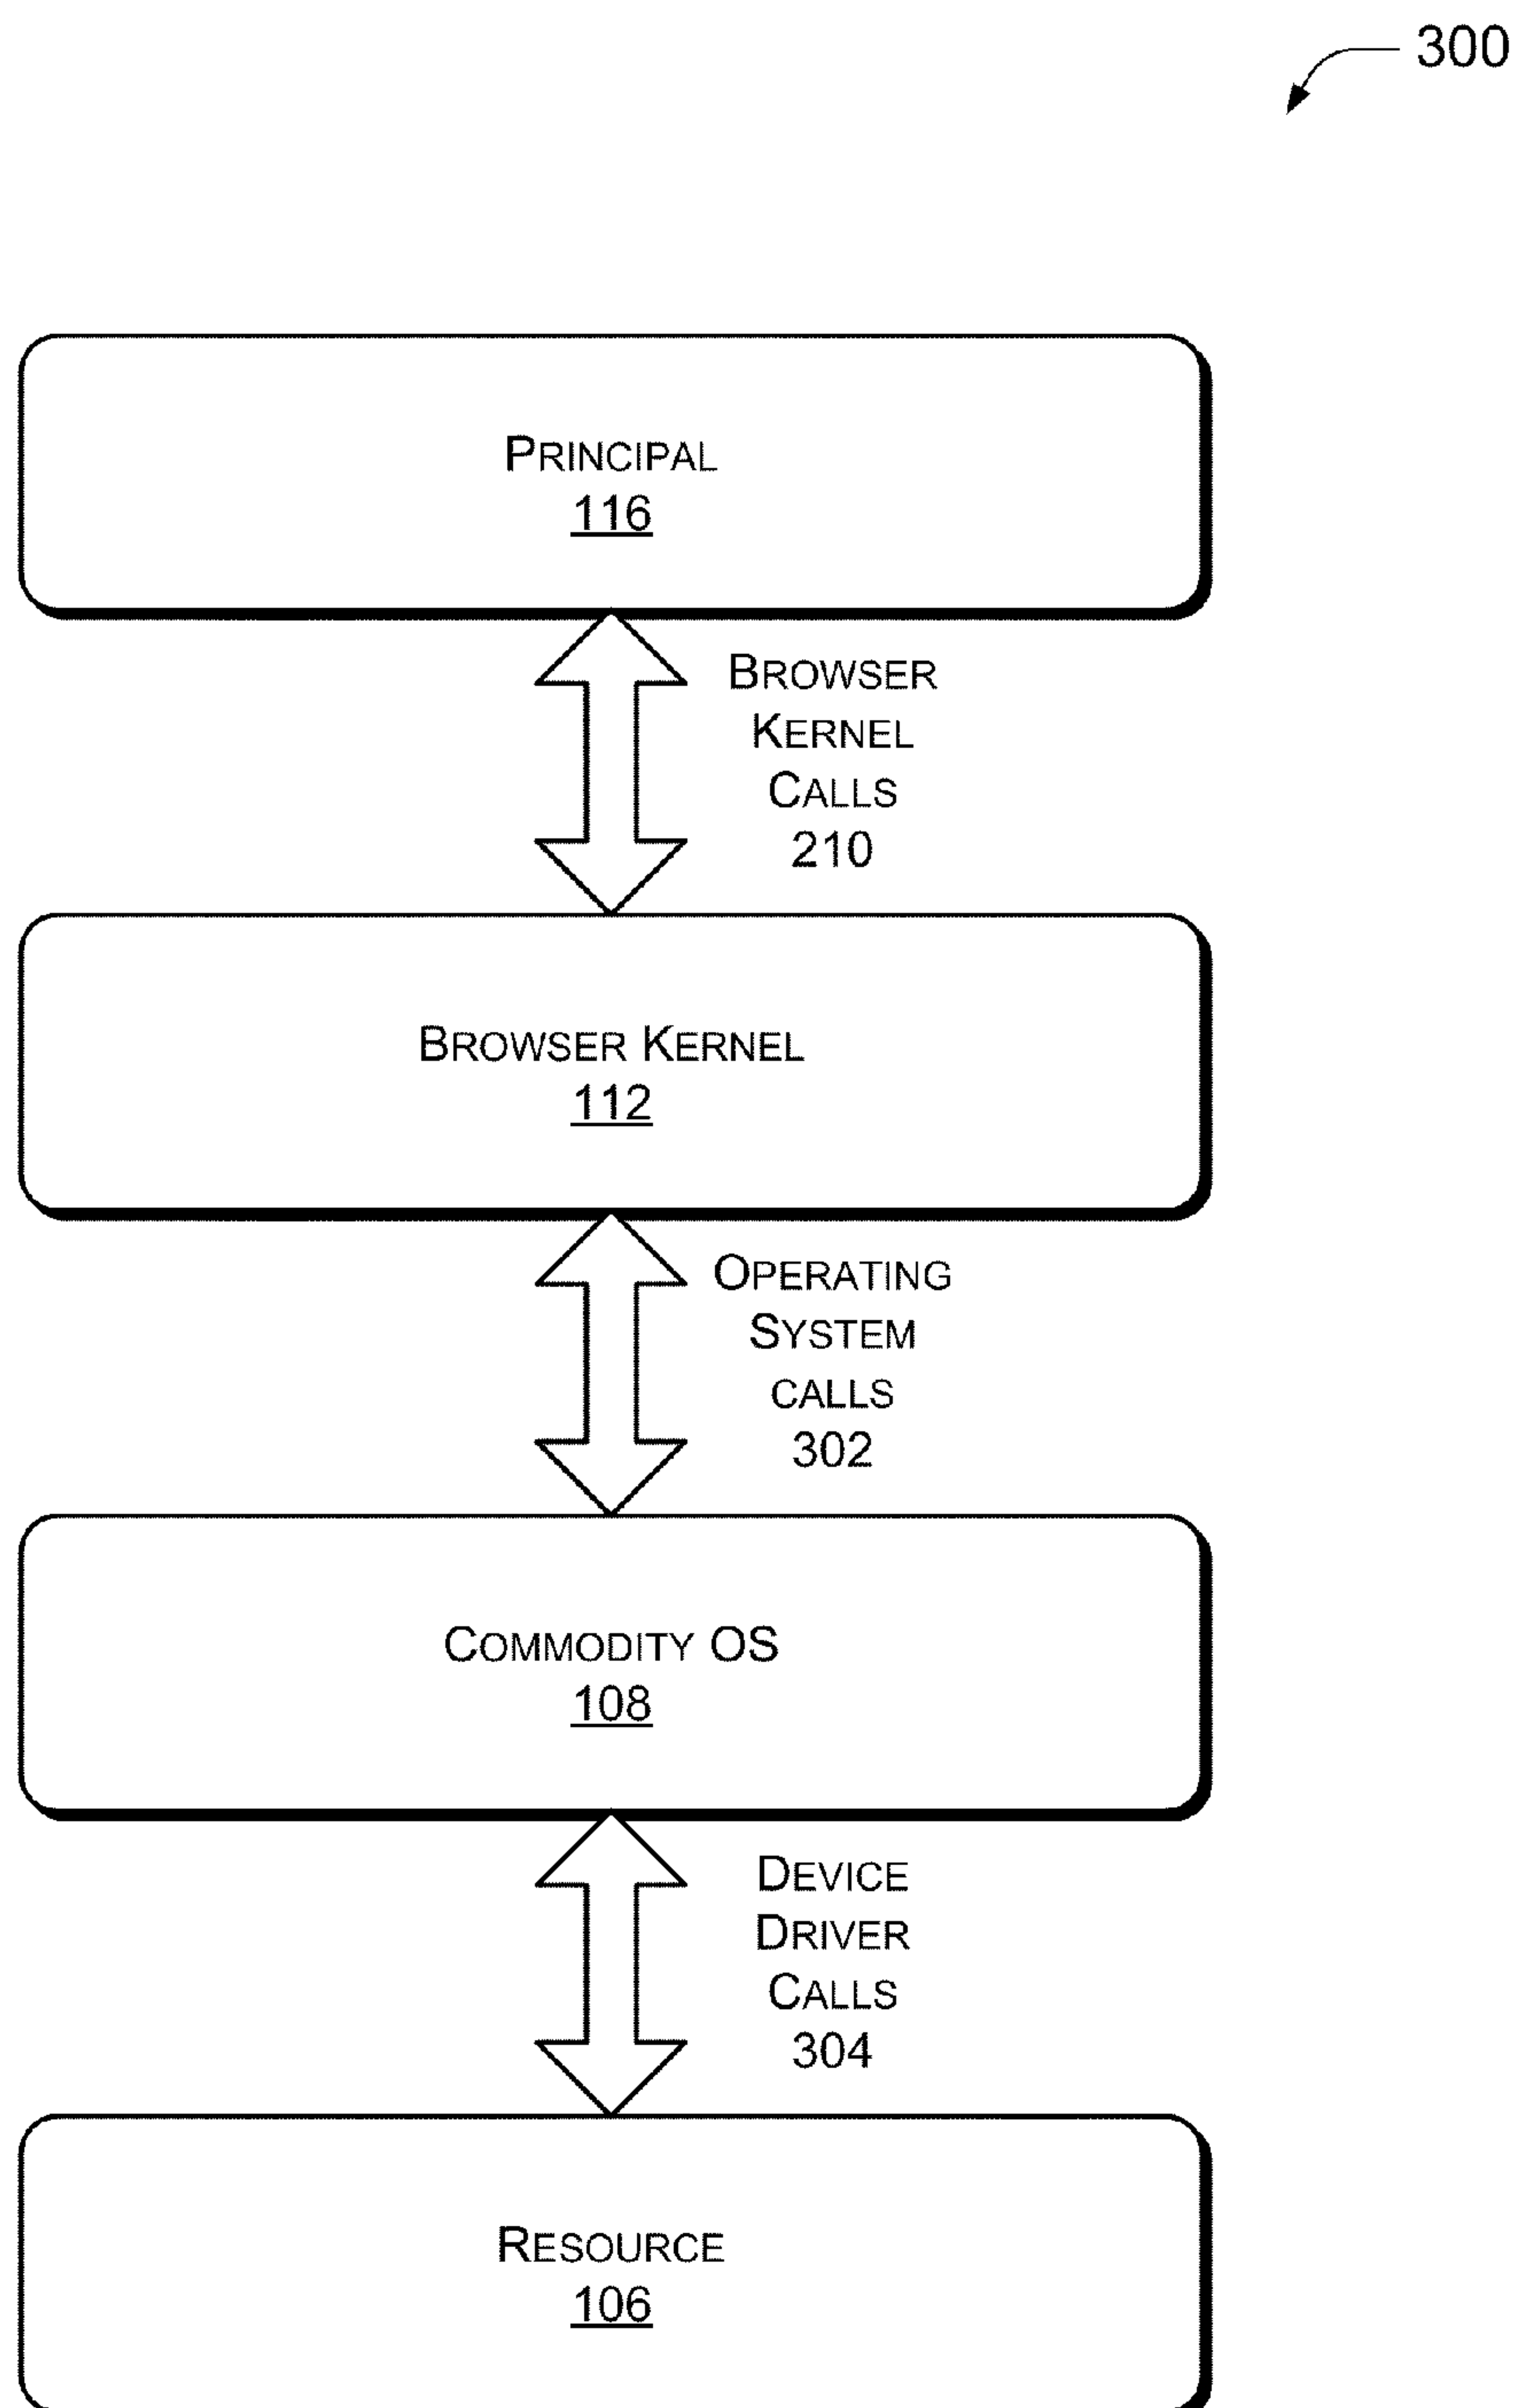 300
PRINCIPAL
116
BROWSER
KERNEL
CALLS
210
BROWSER KERNEL
112
OPERATING
SYSTEM
CALLS
302
COMMODITY OS
108
DEVICE
DRIVER
CALLS
304
RESOURCE
106